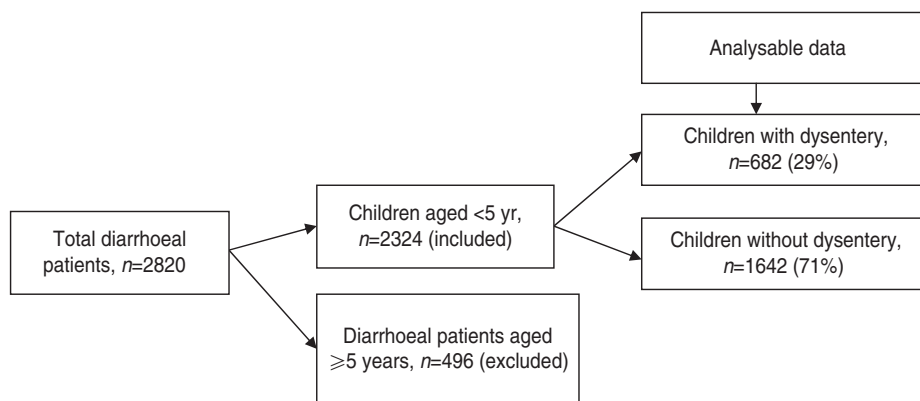 Analysable data
Children with dysentery,
n=682 (29%)
Total diarrhoeal
patients, n=2820
Children aged <5 yr,
n=2324 (included)
Children without dysentery,
n=1642 (71%)
Diarrhoeal patients aged
⩾5 years, n=496 (excluded)